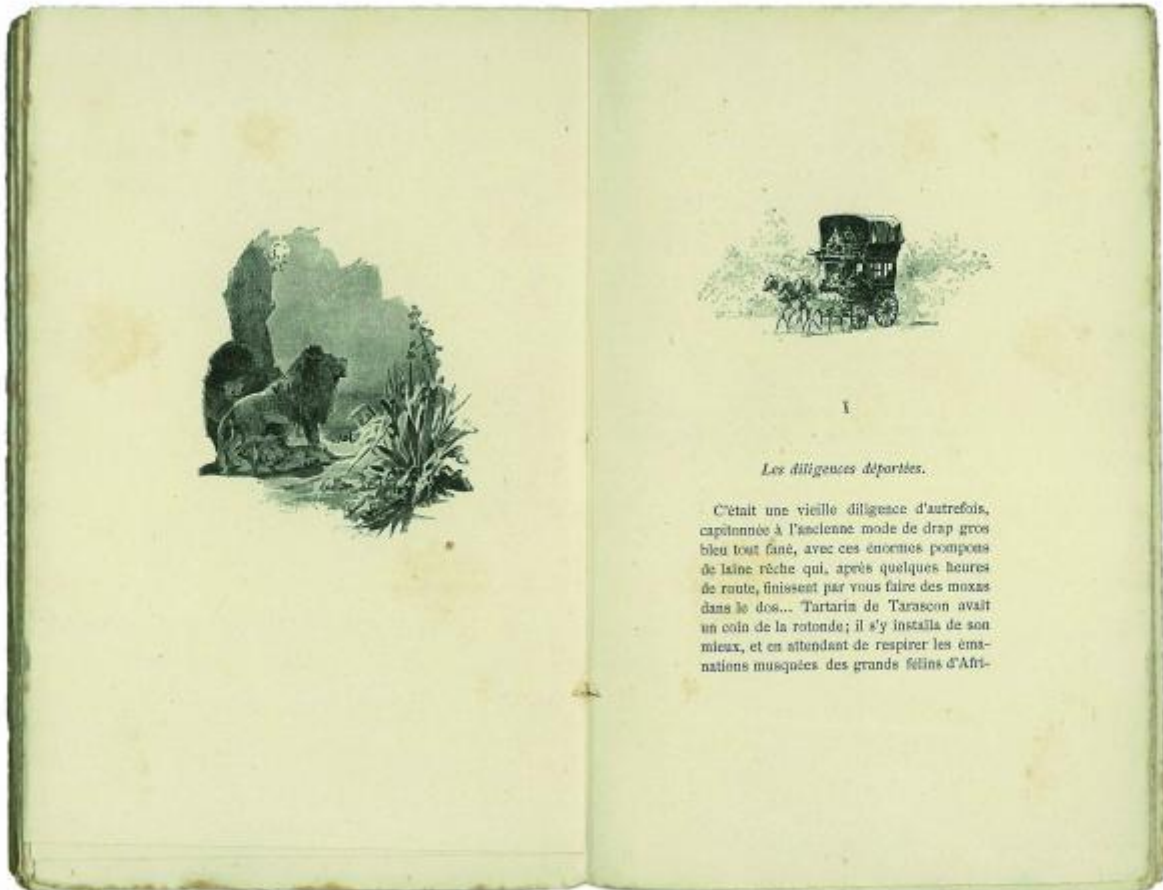 I
Les diligences déportées.
C'était une vieille diligence d'autrefois,
capitonnée à l'ancienne mode de drap gros
bleu tout fané, avec ces énormes pompons
de laine rêche qui, après quelques heures
de route, finissent par vous faire des moxas
dans le dos... Tartarin de Tarascon avait
un coin de la rotonde; il s'y installa de son
mieux, et en attendant de respirer les éma-
nations musquées des grands félins d'Afri-